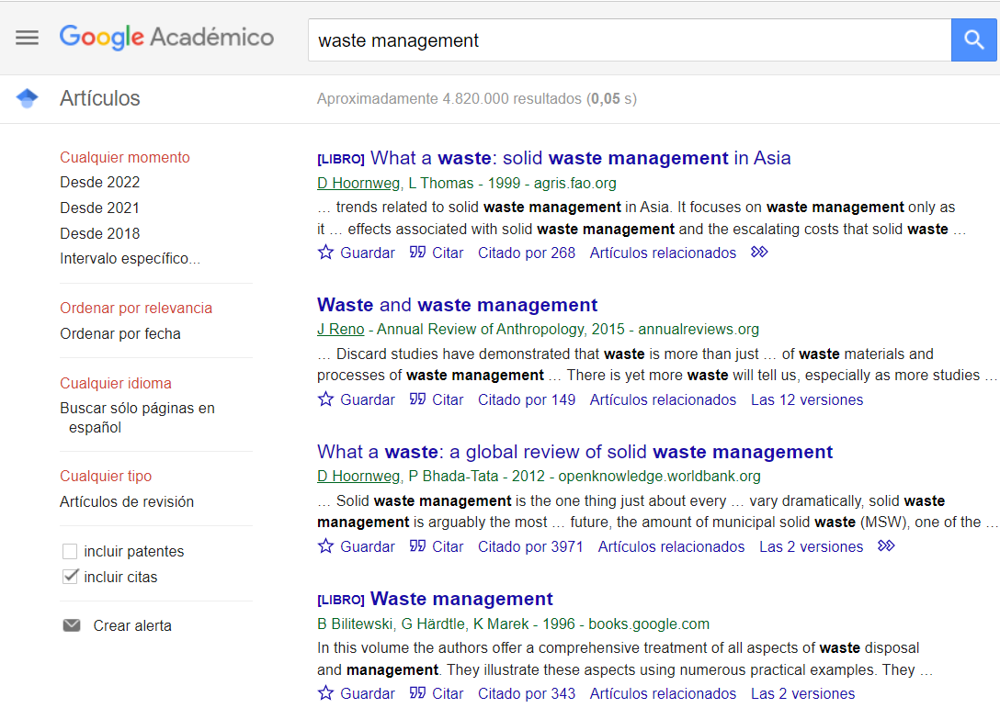 Google Académico
waste management
Artículos
Aproximadamente 4.820.000 resultados (0,05 s)
Cualquier momento
Desde 2022
Desde 2021
Desde 2018
Intervalo específico...
Ordenar por relevancia
Ordenar por fecha
Cualquier idioma
Buscar sólo páginas en
español
Cualquier tipo
Artículos de revisión
incluir patentes
incluir citas
Crear alerta
[LIBRO] What a waste: solid waste management in Asia
D Hoornweg, L Thomas - 1999 - agris.fao.org
… trends related to solid waste management in Asia. It focuses on waste management only as
it … effects associated with solid waste management and the escalating costs that solid waste …
Guardar Citar Citado por 268 Artículos relacionados
Waste and waste management
J Reno - Annual Review of Anthropology, 2015 - annualreviews.org
… Discard studies have demonstrated that waste is more than just … of waste materials and
processes of waste management … There is yet more waste will tell us, especially as more studies …
Guardar Citar Citado por 149 Artículos relacionados Las 12 versiones
What a waste: a global review of solid waste management
D Hoornweg, P Bhada-Tata - 2012 - openknowledge.worldbank.org
… Solid waste management is the one thing just about every … vary dramatically, solid waste
management is arguably the most … future, the amount of municipal solid waste (MSW), one of the …
Guardar Citar Citado por 3971 Artículos relacionados Las 2 versiones
[LIBRO] Waste management
B Bilitewski, G Härdtle, K Marek - 1996 - books.google.com
In this volume the authors offer a comprehensive treatment of all aspects of waste disposal
and management. They illustrate these aspects using numerous practical examples. They …
Guardar Citar Citado por 343 Artículos relacionados Las 2 versiones